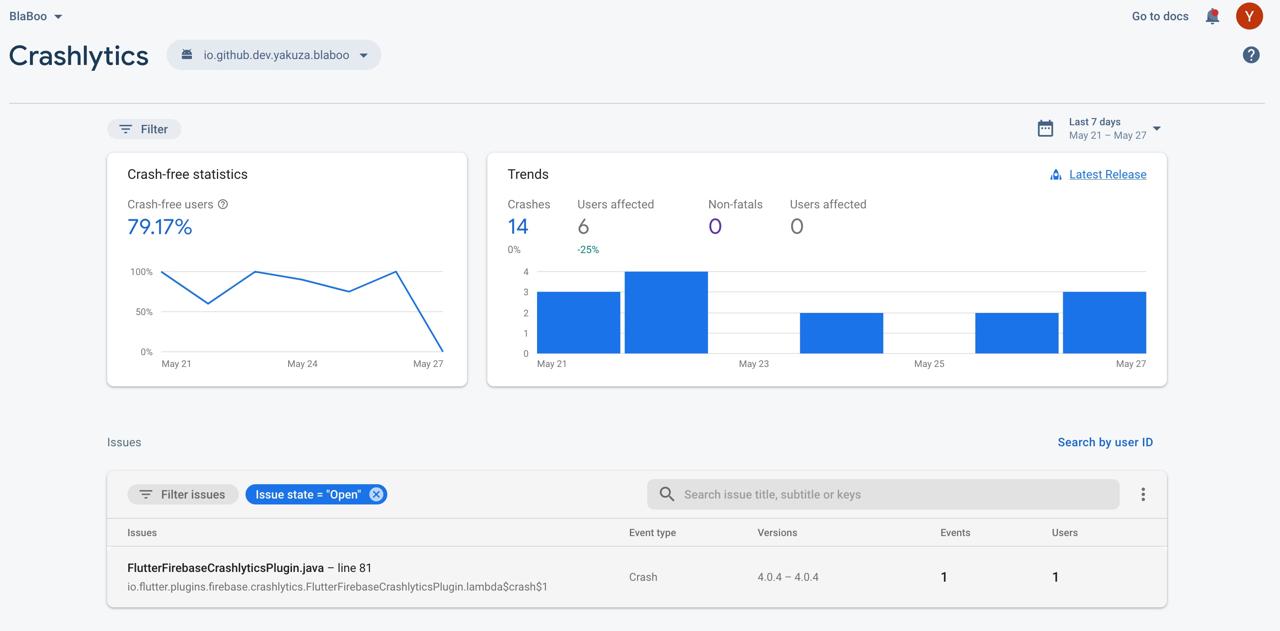 BlaBoo
Go to docs
Y
Crashlytics
io.github.dev.yakuza.blaboo
Filter
Last 7 days
May 21 – May 27
Crash-free statistics
Crash-free users
79.17%
100%
50%
0%
May 21 May 24 May 27
Trends
Latest Release
Crashes Users affected Non-fatals Users affected
14 6 0 0
0% -25%
4
3
2
1
0
May 21 May 23 May 25 May 27
Issues
Search by user ID
Filter issues
Issue state = "Open"
Search issue title, subtitle or keys
Issues Event type Versions Events Users
FlutterFirebaseCrashlyticsPlugin.java – line 81
io.flutter.plugins.firebase.crashlytics.FlutterFirebaseCrashlyticsPlugin.lambda$crash$1
Crash 4.0.4 – 4.0.4 1 1